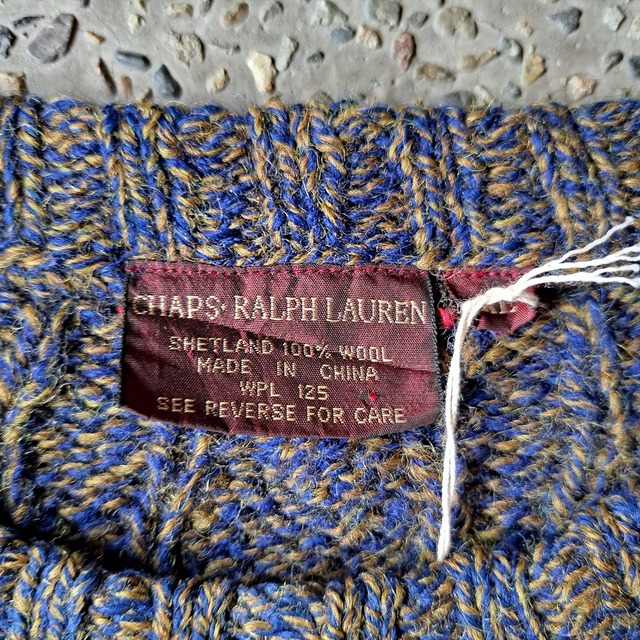 CHAPS· RALPH LAUREN
SHETLAND 100% WOOL
MADE IN CHINA
WPL 125
SEE REVERSE FOR CARE